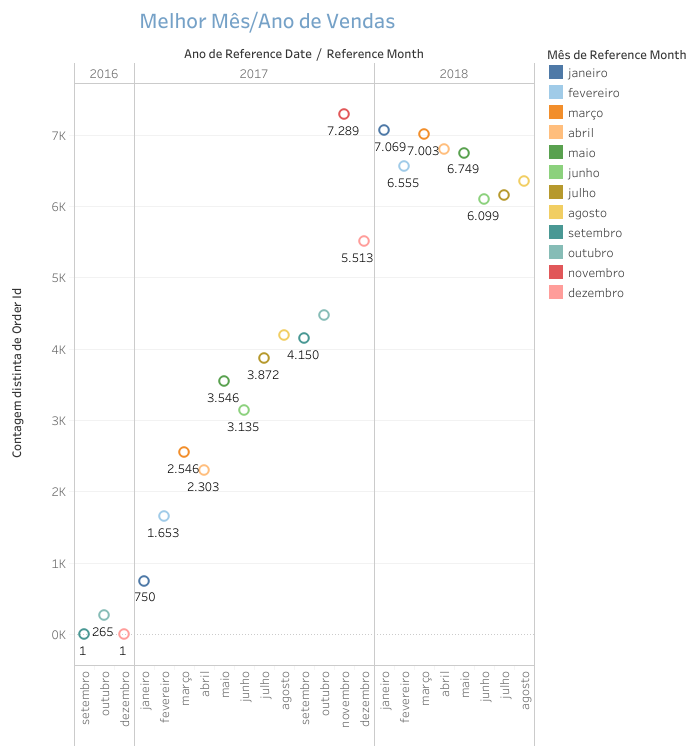 Melhor Mês/Ano de Vendas
Ano de Reference Date / Reference Month
2016
2017
2018
Mês de Reference Month
janeiro
fevereiro
março
abril
maio
junho
julho
agosto
setembro
outubro
novembro
dezembro
Contagem distinta de Order Id
7K
6K
5K
4K
3K
2K
1K
0K
1
265
1
750
1.653
2.546
2.303
3.546
3.135
3.872
4.150
7.289
5.513
7.069
6.555
7.003
6.749
6.099
setembro
outubro
dezembro
janeiro
fevereiro
março
abril
maio
junho
julho
agosto
setembro
outubro
novembro
dezembro
janeiro
fevereiro
março
abril
maio
junho
julho
agosto